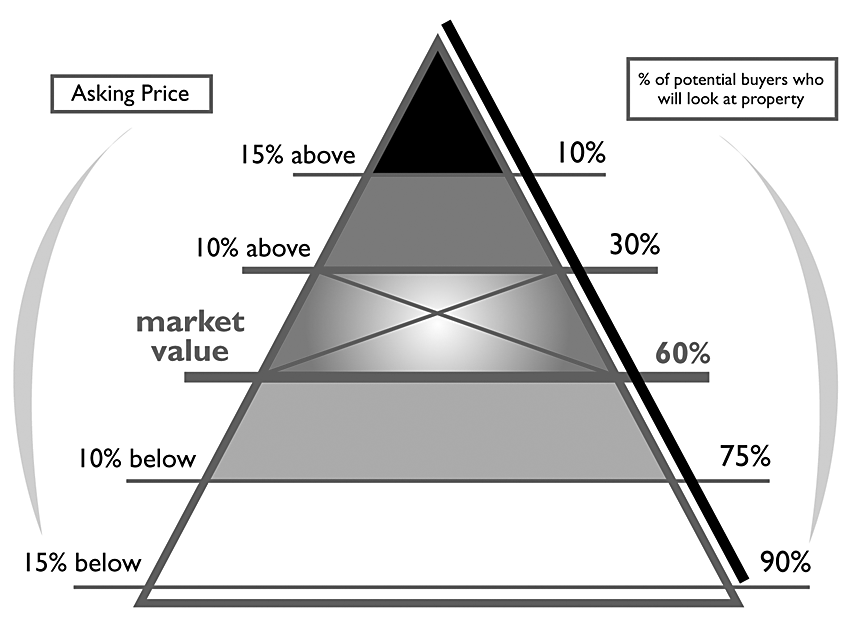 Asking Price
% of potential buyers who
will look at property
15% above
10%
10% above
30%
market
value
60%
10% below
75%
15% below
90%